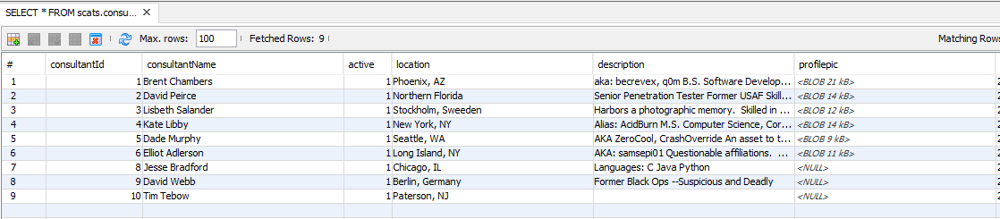 SELECT * FROM scats.consu... ×
Max. rows: 100 Fetched Rows: 9 Matching Rows
# consultantId consultantName active location description profilepic
1 1 Brent Chambers 1 Phoenix, AZ aka: becrevex, q0m B.S. Software Develop... <BLOB 21 kB>
2 2 David Peirce 1 Northern Florida Senior Penetration Tester Former USAF Skill... <BLOB 14 kB>
3 3 Lisbeth Salander 1 Stockholm, Sweeden Harbors a photographic memory. Skilled in ... <BLOB 12 kB>
4 4 Kate Libby 1 New York, NY Alias: AcidBurn M.S. Computer Science, Cor... <BLOB 14 kB>
5 5 Dade Murphy 1 Seattle, WA AKA ZeroCool, CrashOverride An asset to t... <BLOB 9 kB>
6 6 Elliot Adlerson 1 Long Island, NY AKA: samsepi01 Questionable affiliations. ... <BLOB 11 kB>
7 8 Jesse Bradford 1 Chicago, IL Languages: C Java Python <NULL>
8 9 David Webb 1 Berlin, Germany Former Black Ops --Suspicious and Deadly <NULL>
9 10 Tim Tebow 1 Paterson, NJ <NULL>